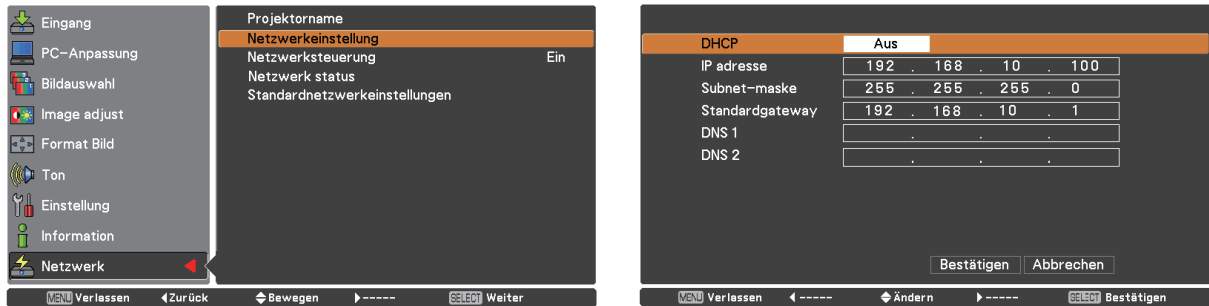 Eingang
PC-Anpassung
Bildauswahl
Image adjust
Format Bild
Ton
Einstellung
Information
Netzwerk
Projektorname
Netzwerkeinstellung
Netzwerksteuerung Ein
Netzwerk status
Standardnetzwerkeinstellungen
MENU Verlassen ◀Zurück ◆Bewegen ▶----- SELECT Weiter
DHCP Aus
IP adresse 192 . 168 . 10 . 100
Subnet-maske 255 . 255 . 255 . 0
Standardgateway 192 . 168 . 10 . 1
DNS 1 . . .
DNS 2 . . .
Bestätigen Abbrechen
MENU Verlassen ◀ ----- ◆Ändern ▶----- SELECT Bestätigen